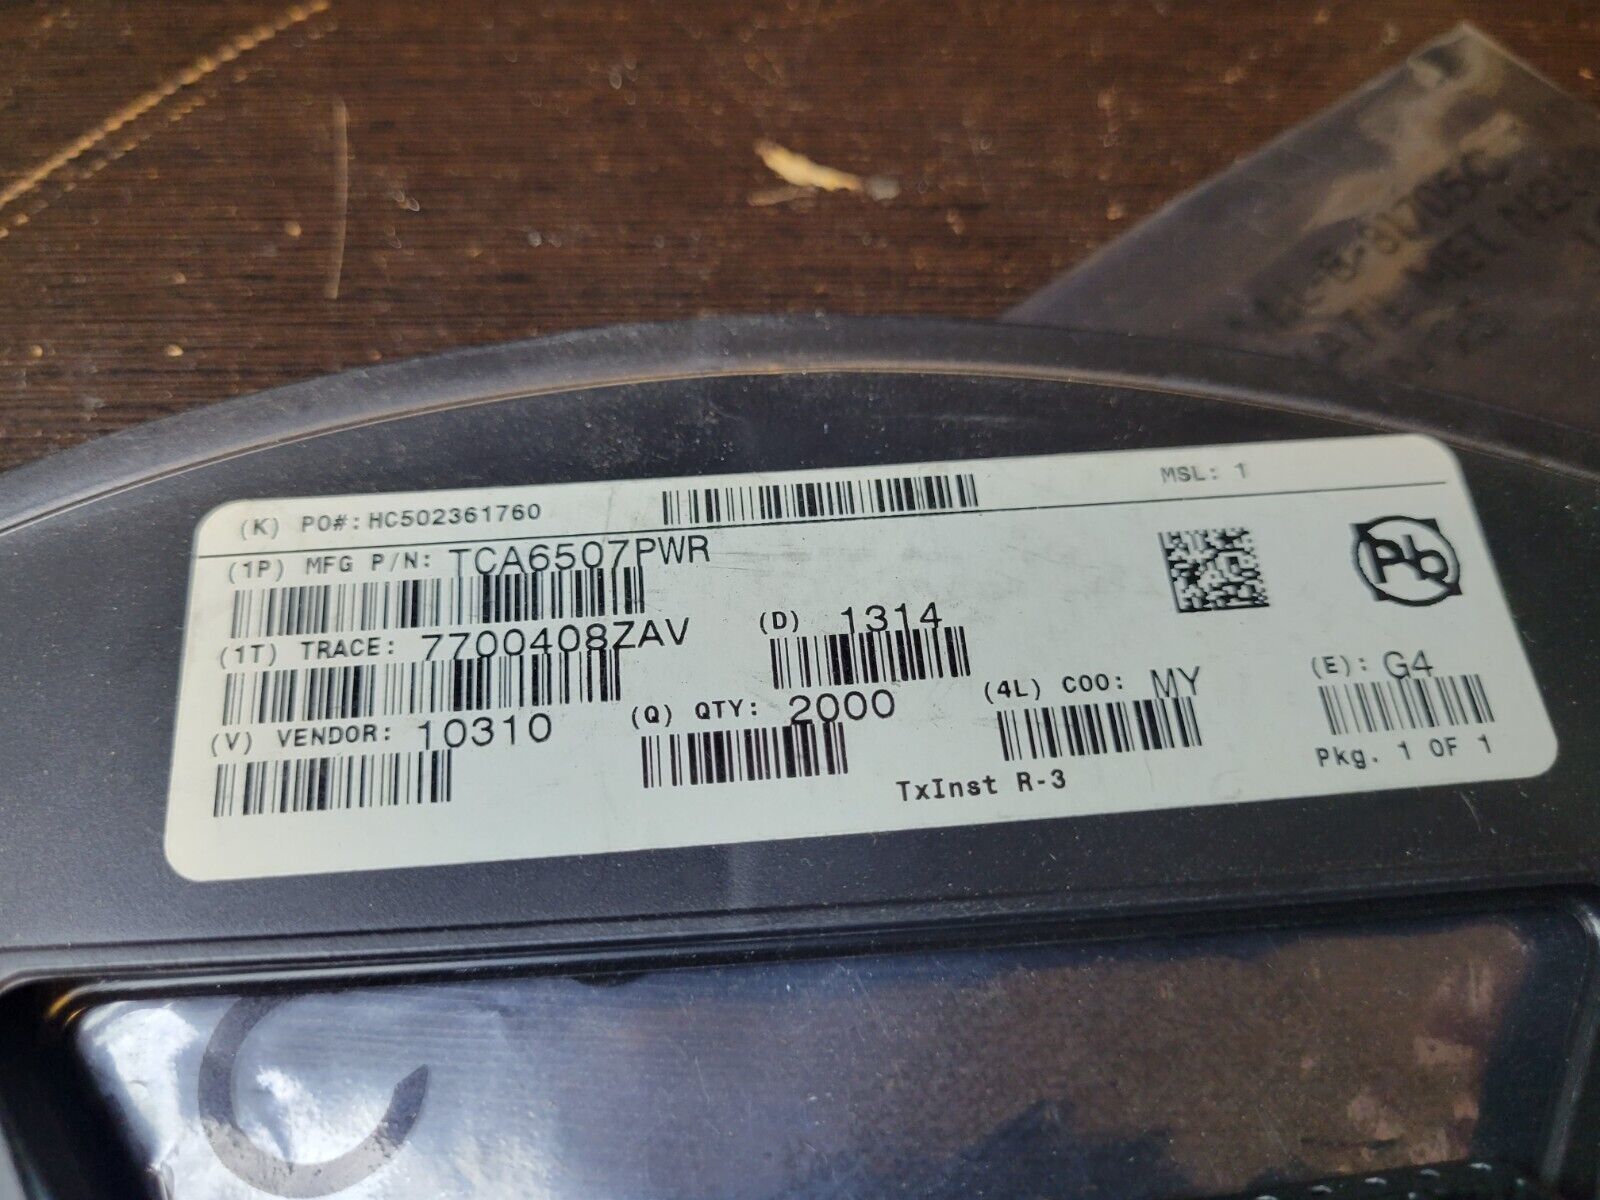 (K) PO#: HC502361760
MSL: 1
(1P) MFG P/N: TCA6507PWR
Pb
(1T) TRACE: 7700408ZAV
(D) 1314
(V) VENDOR: 10310
(Q) QTY: 2000
(4L) COO: MY
(E): G4
TxInst R-3
Pkg. 1 OF 1